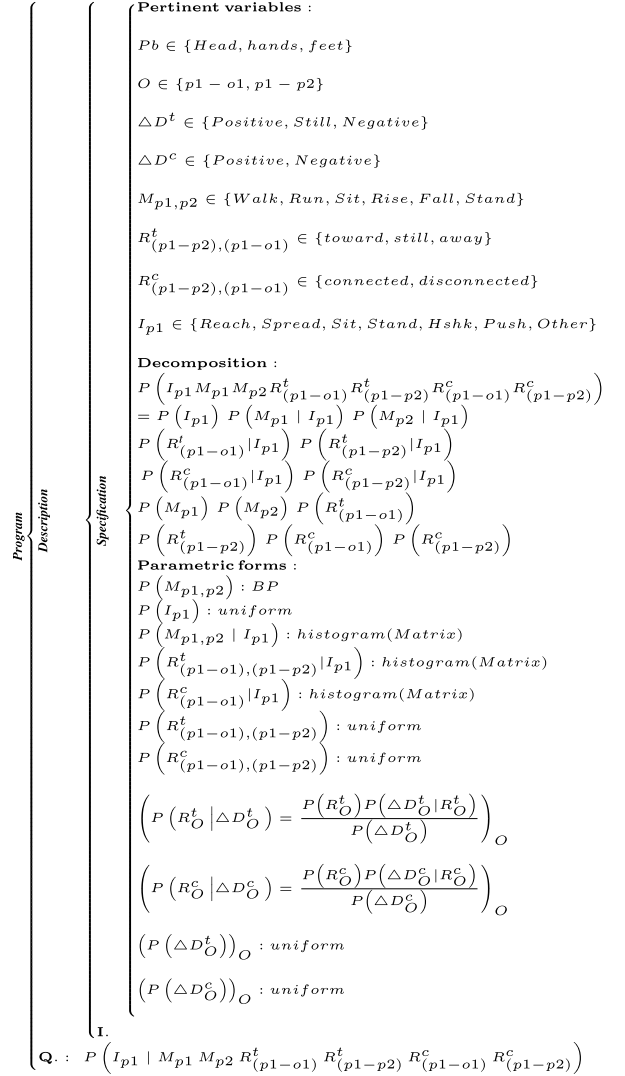 Program
Description
Specification
Pertinent variables :
Pb ∈ {Head, hands, feet}
O ∈ {p1 − o1, p1 − p2}
△D^t ∈ {Positive, Still, Negative}
△D^c ∈ {Positive, Negative}
M_{p1,p2} ∈ {Walk, Run, Sit, Rise, Fall, Stand}
R^t_{(p1−p2),(p1−o1)} ∈ {toward, still, away}
R^c_{(p1−p2),(p1−o1)} ∈ {connected, disconnected}
I_{p1} ∈ {Reach, Spread, Sit, Stand, Hshk, Push, Other}
Decomposition :
P (I_{p1} M_{p1} M_{p2} R^t_{(p1−o1)} R^t_{(p1−p2)} R^c_{(p1−o1)} R^c_{(p1−p2)})
= P (I_{p1}) P (M_{p1} | I_{p1}) P (M_{p2} | I_{p1})
P (R^t_{(p1−o1)} | I_{p1}) P (R^t_{(p1−p2)} | I_{p1})
P (R^c_{(p1−o1)} | I_{p1}) P (R^c_{(p1−p2)} | I_{p1})
P (M_{p1}) P (M_{p2}) P (R^t_{(p1−o1)})
P (R^t_{(p1−p2)}) P (R^c_{(p1−o1)}) P (R^c_{(p1−p2)})
Parametric forms :
P (M_{p1,p2}) : BP
P (I_{p1}) : uniform
P (M_{p1,p2} | I_{p1}) : histogram(Matrix)
P (R^t_{(p1−o1),(p1−p2)} | I_{p1}) : histogram(Matrix)
P (R^c_{(p1−o1)} | I_{p1}) : histogram(Matrix)
P (R^t_{(p1−o1),(p1−p2)}) : uniform
P (R^c_{(p1−o1),(p1−p2)}) : uniform
(P (R^t_O | △D^t_O) = P(R^t_O) P(△D^t_O | R^t_O) / P(△D^t_O))_O
(P (R^c_O | △D^c_O) = P(R^c_O) P(△D^c_O | R^c_O) / P(△D^c_O))_O
(P (△D^t_O))_O : uniform
(P (△D^c_O))_O : uniform
I.
Q. : P (I_{p1} | M_{p1} M_{p2} R^t_{(p1−o1)} R^t_{(p1−p2)} R^c_{(p1−o1)} R^c_{(p1−p2)})